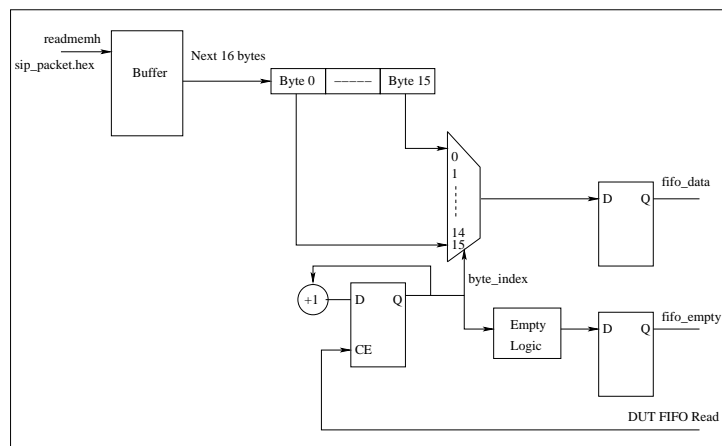 readmemh
sip_packet.hex
Buffer
Next 16 bytes
Byte 0
-----
Byte 15
0
1
14
15
fifo_data
D Q
byte_index
+1
D Q
CE
Empty
Logic
fifo_empty
D Q
DUT FIFO Read